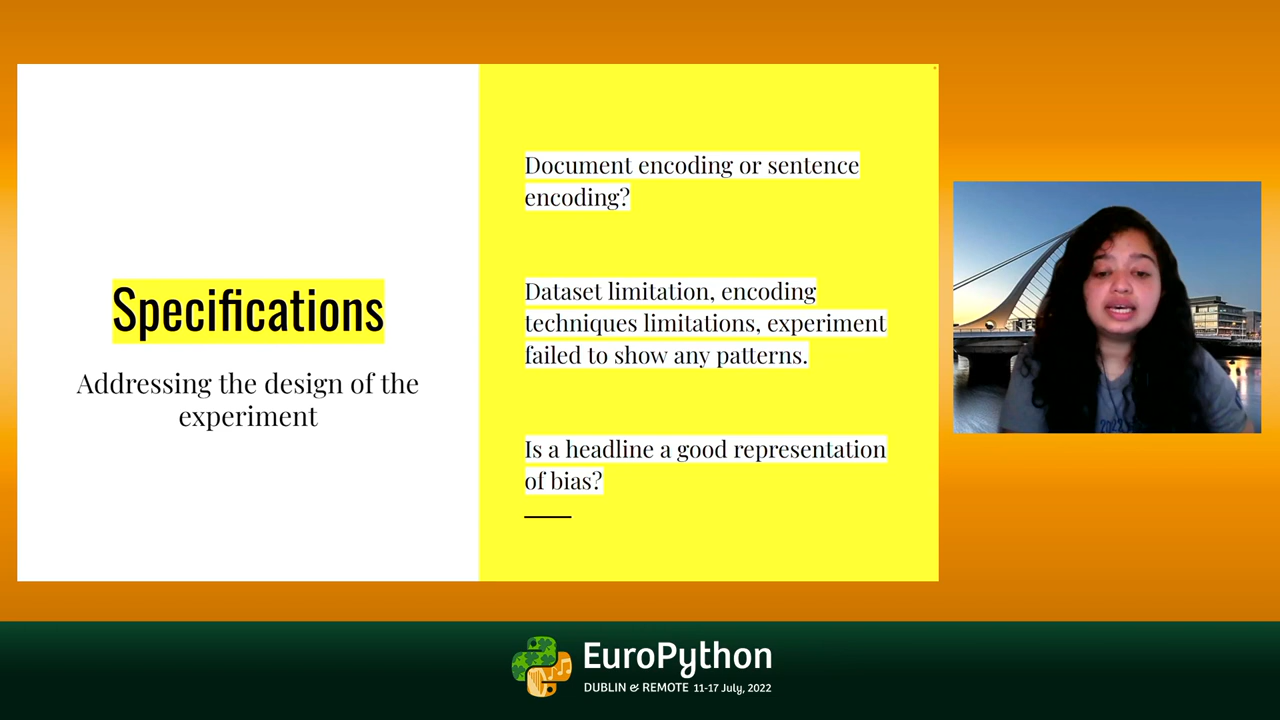 Specifications
Addressing the design of the
experiment
Document encoding or sentence
encoding?
Dataset limitation, encoding
techniques limitations, experiment
failed to show any patterns.
Is a headline a good representation
of bias?
EuroPython
DUBLIN & REMOTE 11-17 July, 2022